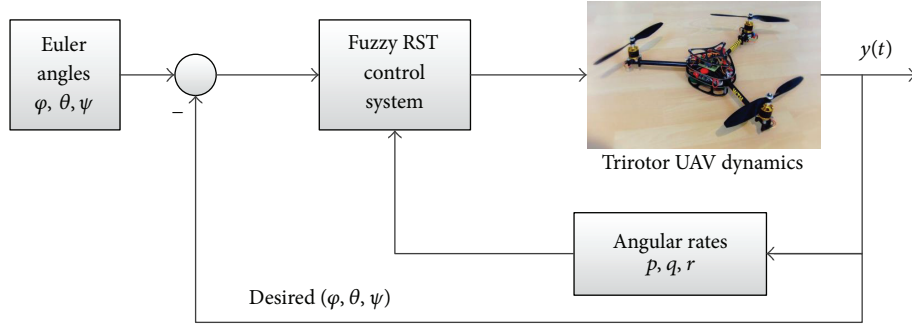 Euler
angles
φ, θ, ψ
−
Fuzzy RST
control
system
Trirotor UAV dynamics
y(t)
Angular rates
p, q, r
Desired (φ, θ, ψ)